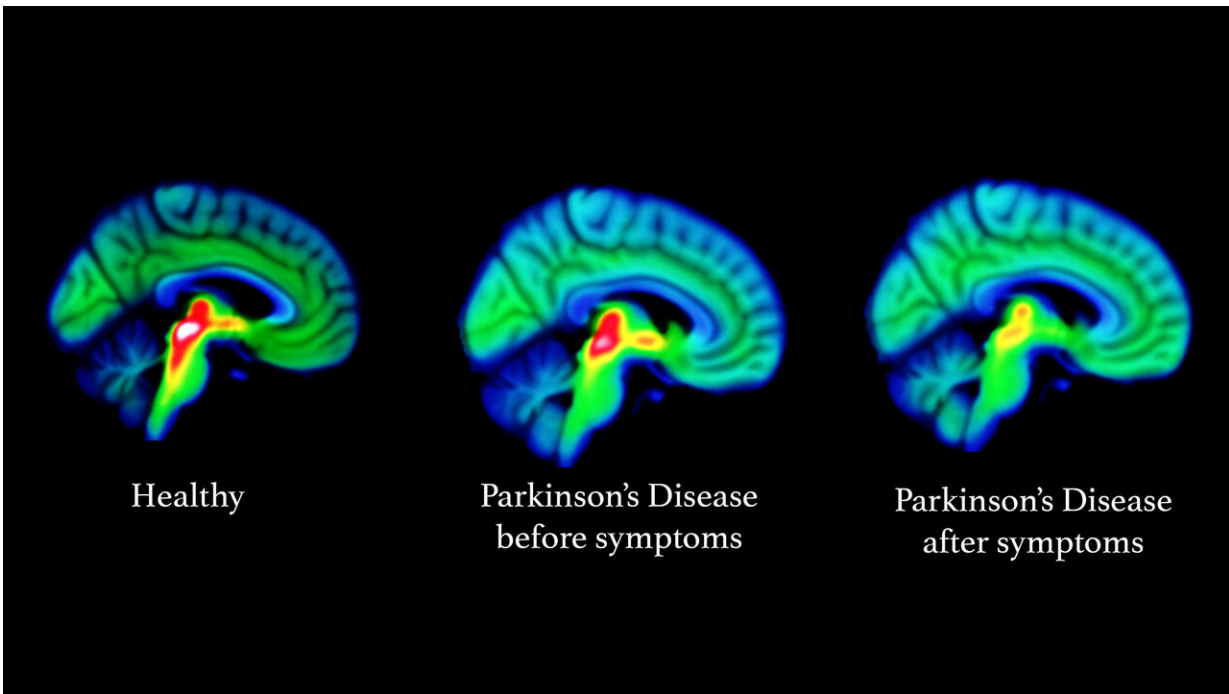 Healthy
Parkinson’s Disease
before symptoms
Parkinson’s Disease
after symptoms